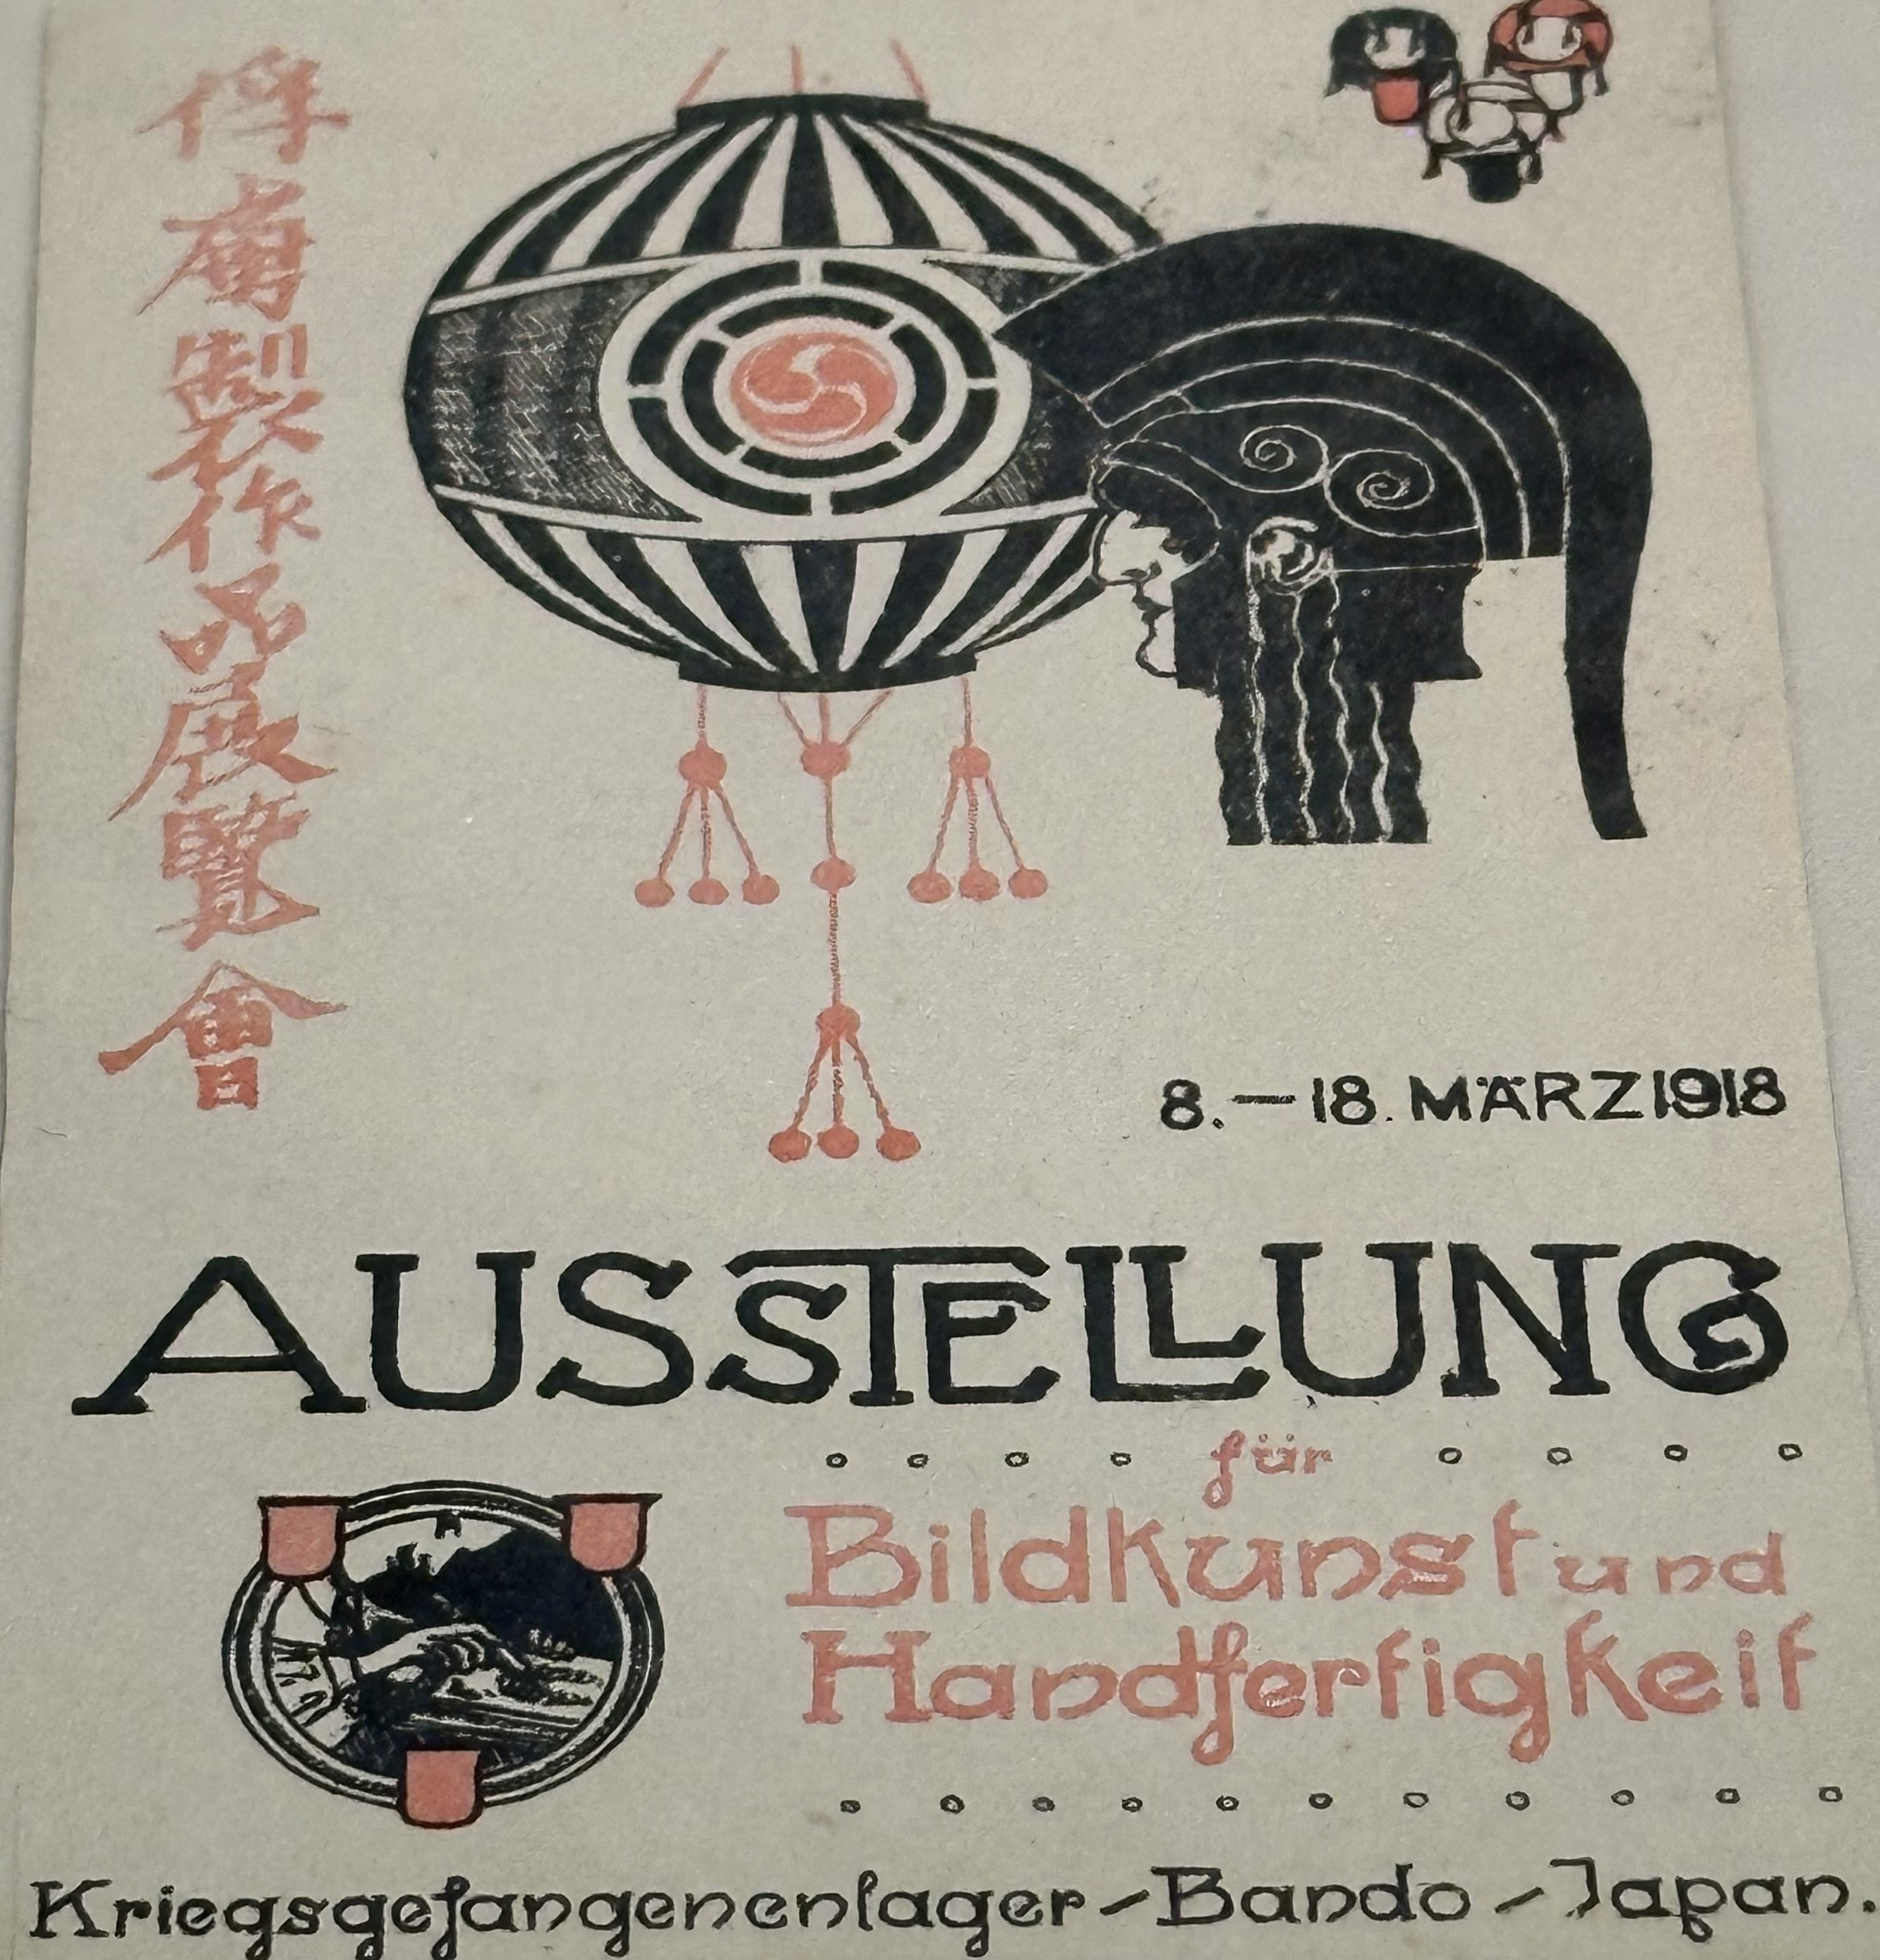 俘虜製作品展覽會
8.—18. MÄRZ 1918
AUSSTELLUNG
für
Bildkunst und
Handfertigkeit
Kriegsgefangenenlager-Bando-Japan.